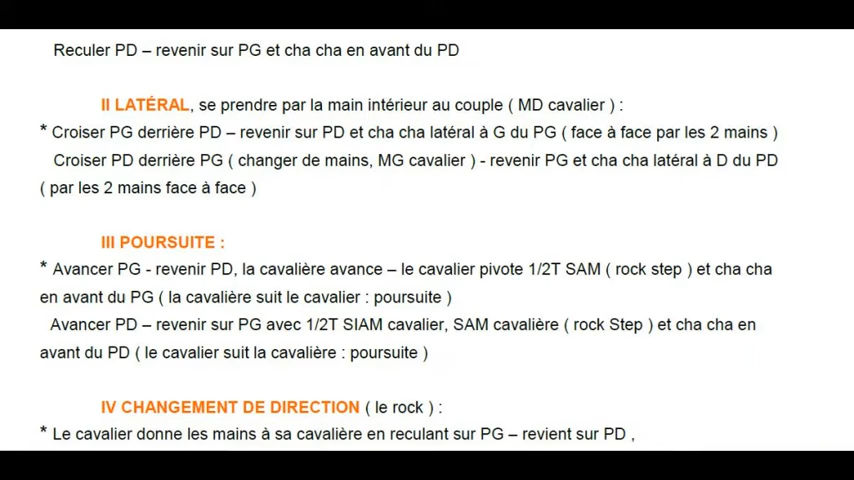 Reculer PD – revenir sur PG et cha cha en avant du PD
II LATÉRAL, se prendre par la main intérieur au couple ( MD cavalier ) :
* Croiser PG derrière PD – revenir sur PD et cha cha latéral à G du PG ( face à face par les 2 mains )
Croiser PD derrière PG ( changer de mains, MG cavalier ) - revenir PG et cha cha latéral à D du PD
( par les 2 mains face à face )
III POURSUITE :
* Avancer PG - revenir PD, la cavalière avance – le cavalier pivote 1/2T SAM ( rock step ) et cha cha
en avant du PG ( la cavalière suit le cavalier : poursuite )
Avancer PD – revenir sur PG avec 1/2T SIAM cavalier, SAM cavalière ( rock Step ) et cha cha en
avant du PD ( le cavalier suit la cavalière : poursuite )
IV CHANGEMENT DE DIRECTION ( le rock ) :
* Le cavalier donne les mains à sa cavalière en reculant sur PG – revient sur PD ,